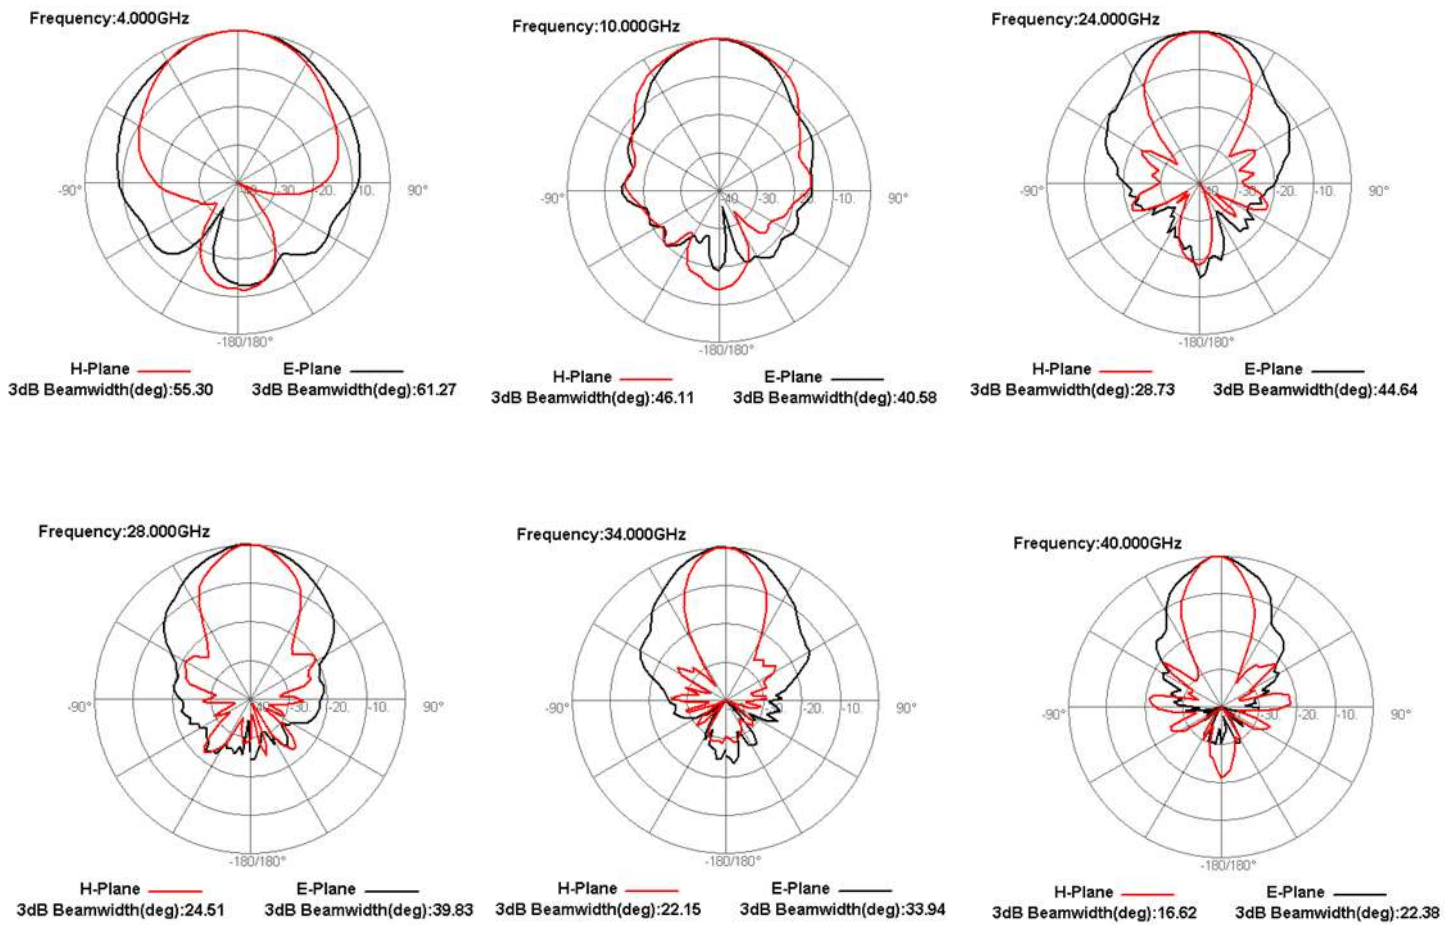 Frequency:4.000GHz
-90°
-40.
-30.
-20.
-10.
90°
-180/180°
H-Plane
E-Plane
3dB Beamwidth(deg):55.30
3dB Beamwidth(deg):61.27
Frequency:10.000GHz
-90°
-40.
-30.
-20.
-10.
90°
-180/180°
H-Plane
E-Plane
3dB Beamwidth(deg):46.11
3dB Beamwidth(deg):40.58
Frequency:24.000GHz
-90°
-40.
-30.
-20.
-10.
90°
-180/180°
H-Plane
E-Plane
3dB Beamwidth(deg):28.73
3dB Beamwidth(deg):44.64
Frequency:28.000GHz
-90°
-40.
-30.
-20.
-10.
90°
-180/180°
H-Plane
E-Plane
3dB Beamwidth(deg):24.51
3dB Beamwidth(deg):39.83
Frequency:34.000GHz
-90°
-30.
-20.
-10.
90°
-180/180°
H-Plane
E-Plane
3dB Beamwidth(deg):22.15
3dB Beamwidth(deg):33.94
Frequency:40.000GHz
-90°
-30.
-20.
-10.
90°
-180/180°
H-Plane
E-Plane
3dB Beamwidth(deg):16.62
3dB Beamwidth(deg):22.38